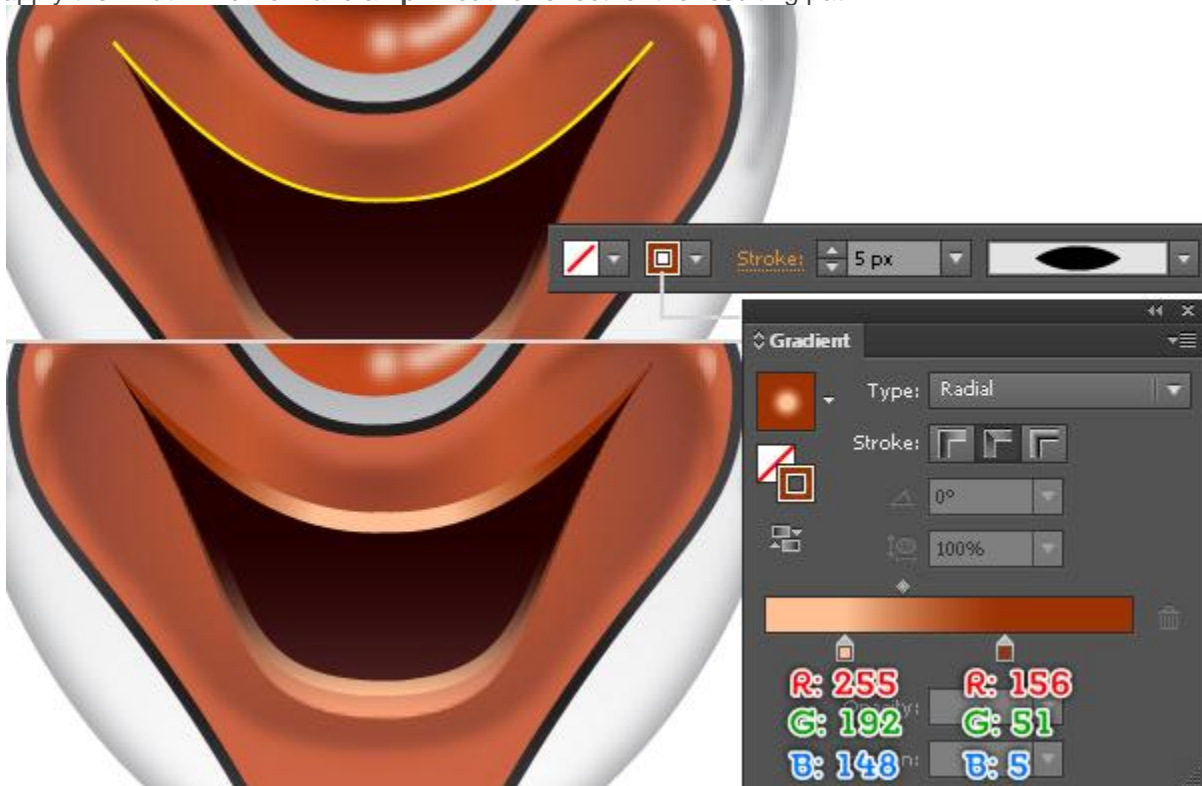 Stroke: 5 px
Gradient
Type: Radial
Stroke:
0°
100%
R: 255 R: 156
G: 192 G: 51
B: 148 B: 5